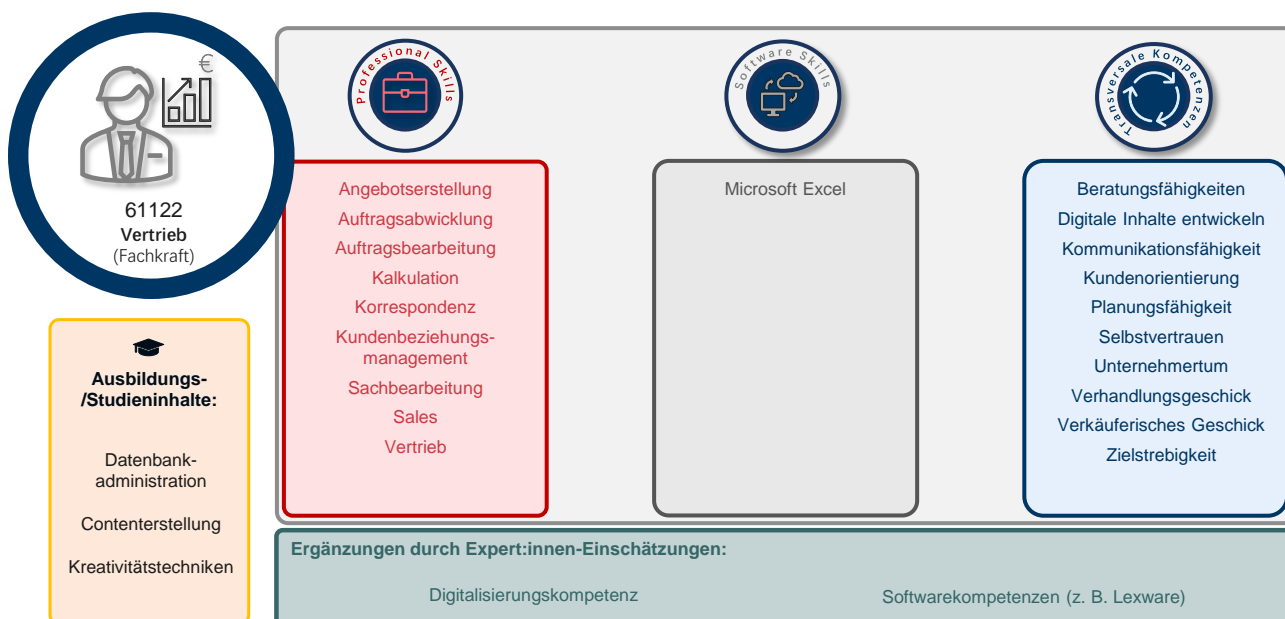 €
61122
Vertrieb
(Fachkraft)
Ausbildungs-
/Studieninhalte:
Datenbank-
administration
Contenterstellung
Kreativitätstechniken
Professional Skills
Angebotserstellung
Auftragsabwicklung
Auftragsbearbeitung
Kalkulation
Korrespondenz
Kundenbeziehungs-
management
Sachbearbeitung
Sales
Vertrieb
Software Skills
Microsoft Excel
Transversale Kompetenzen
Beratungsfähigkeiten
Digitale Inhalte entwickeln
Kommunikationsfähigkeit
Kundenorientierung
Planungsfähigkeit
Selbstvertrauen
Unternehmertum
Verhandlungsgeschick
Verkäuferisches Geschick
Zielstrebigkeit
Ergänzungen durch Expert:innen-Einschätzungen:
Digitalisierungskompetenz
Softwarekompetenzen (z. B. Lexware)